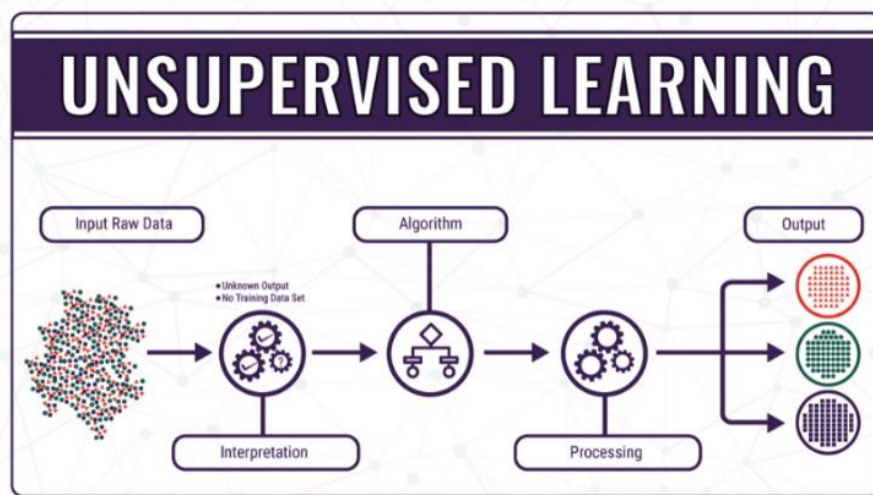 UNSUPERVISED LEARNING
Input Raw Data
Algorithm
Output
• Unknown Output
• No Training Data Set
?
Interpretation
Processing